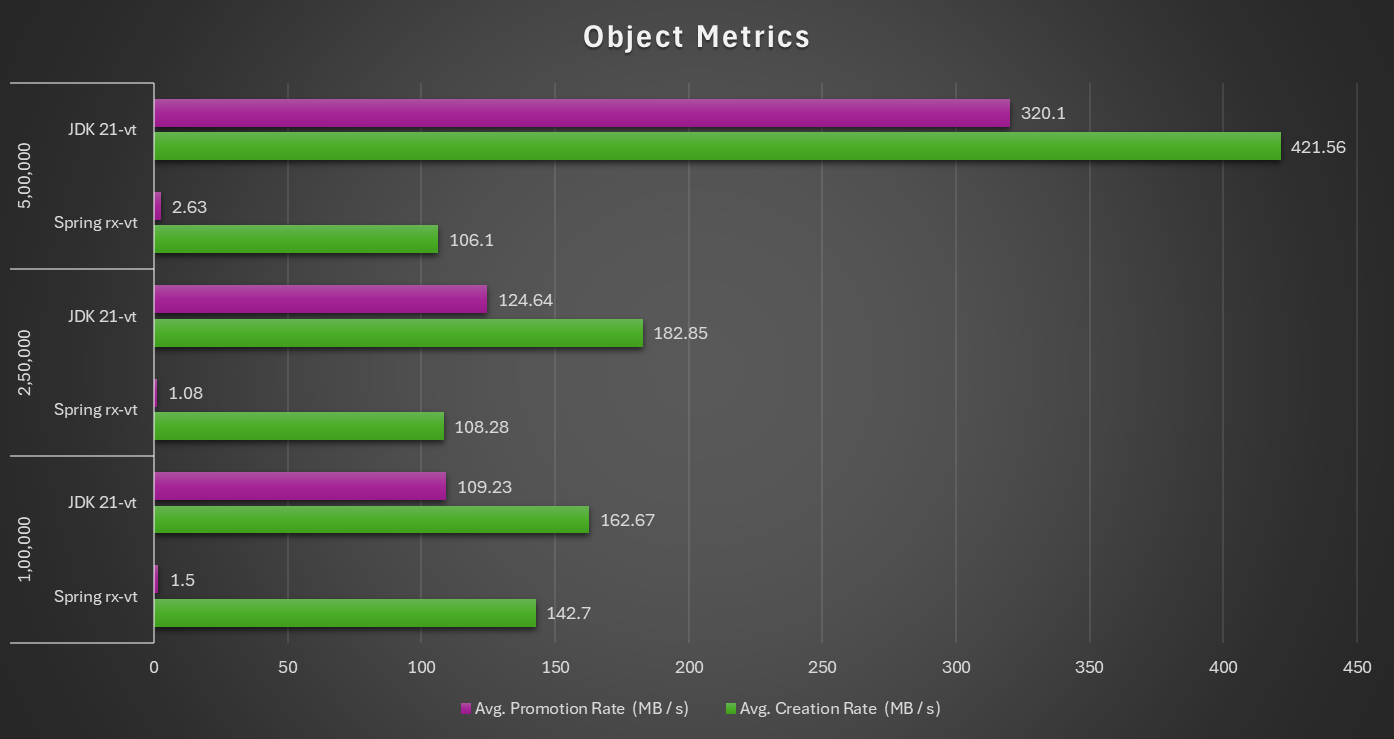 Object Metrics
5,00,000
JDK 21-vt
320.1
421.56
Spring rx-vt
2.63
106.1
2,50,000
JDK 21-vt
124.64
182.85
Spring rx-vt
1.08
108.28
1,00,000
JDK 21-vt
109.23
162.67
Spring rx-vt
1.5
142.7
0 50 100 150 200 250 300 350 400 450
Avg. Promotion Rate (MB / s) Avg. Creation Rate (MB / s)